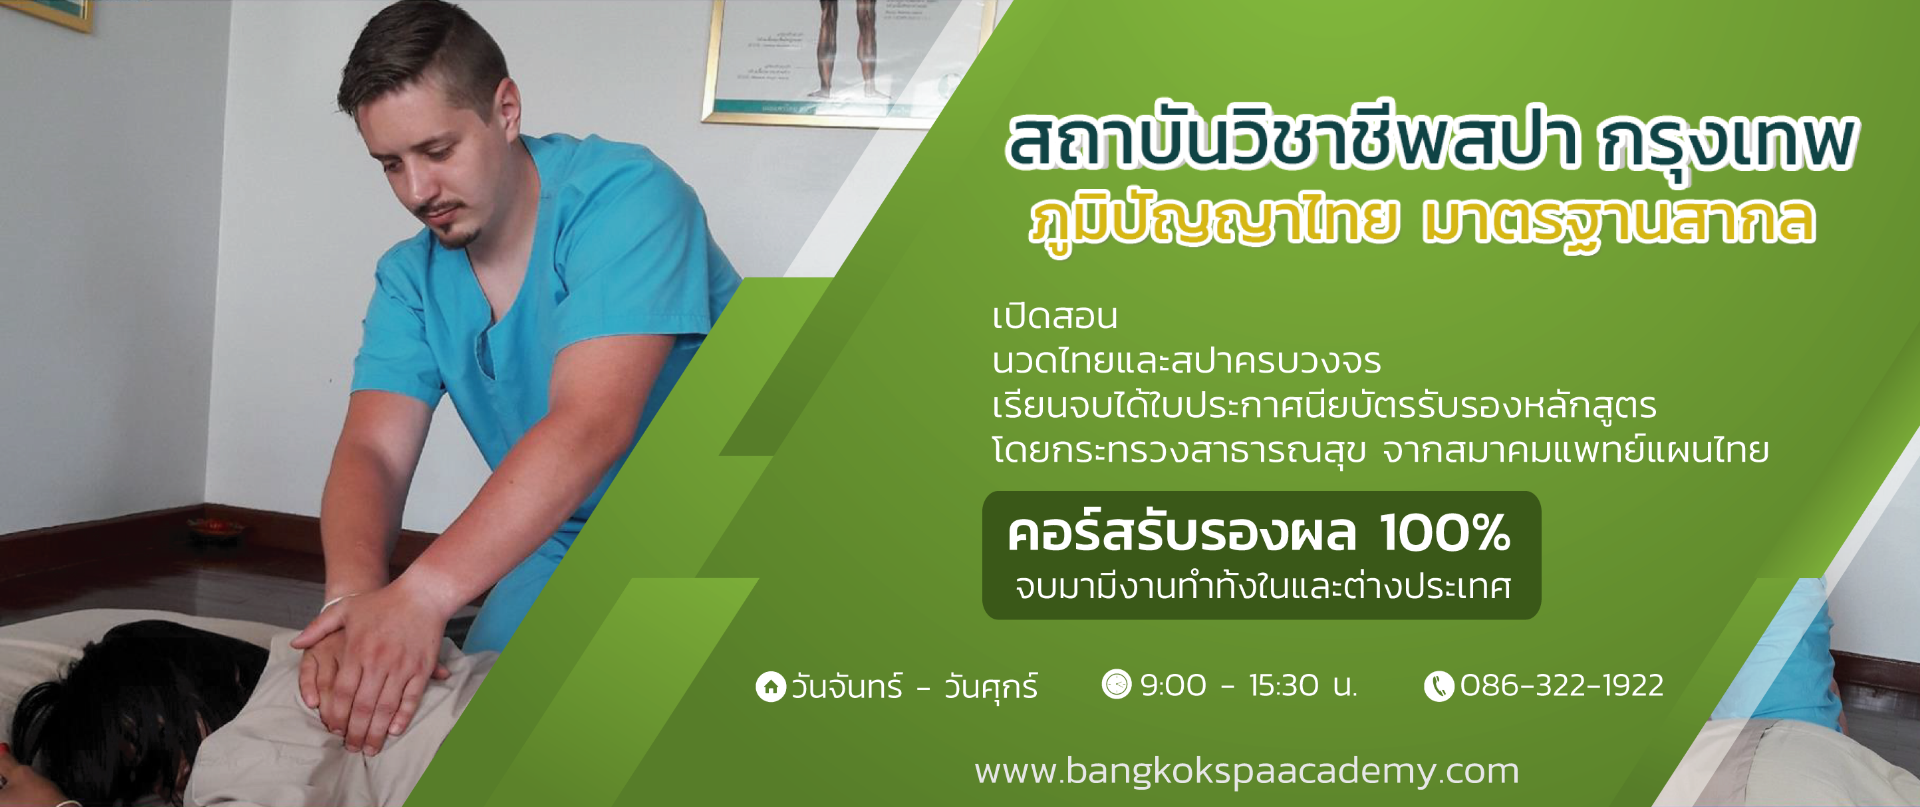 สถาบันวิชาชีพสปา กรุงเทพ
ภูมิปัญญาไทย มาตรฐานสากล
เปิดสอน
นวดไทยและสปาครบวงจร
เรียนจบได้ใบประกาศนียบัตรรับรองหลักสูตร
โดยกระทรวงสาธารณสุข จากสมาคมแพทย์แผนไทย
คอร์สรับรองผล 100%
จบมามีงานทำทั้งในและต่างประเทศ
วันจันทร์ - วันศุกร์ 9:00 - 15:30 น. 086-322-1922
www.bangkokspaacademy.com